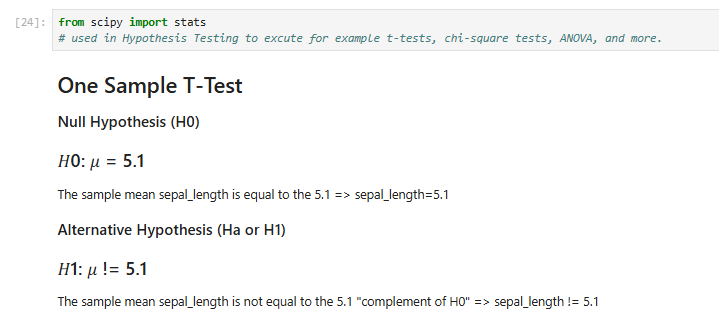 [24]: from scipy import stats
# used in Hypothesis Testing to excute for example t-tests, chi-square tests, ANOVA, and more.
One Sample T-Test
Null Hypothesis (H0)
H0: μ = 5.1
The sample mean sepal_length is equal to the 5.1 => sepal_length=5.1
Alternative Hypothesis (Ha or H1)
H1: μ != 5.1
The sample mean sepal_length is not equal to the 5.1 "complement of H0" => sepal_length != 5.1